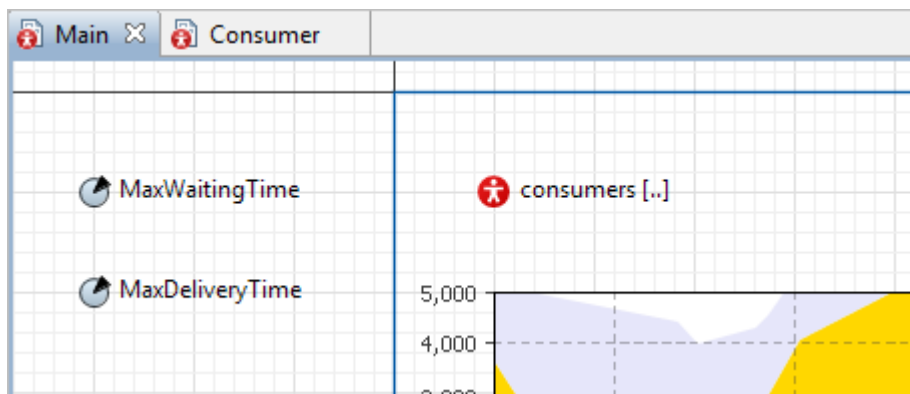 Main
Consumer
MaxWaitingTime
consumers [..]
MaxDeliveryTime
5,000
4,000